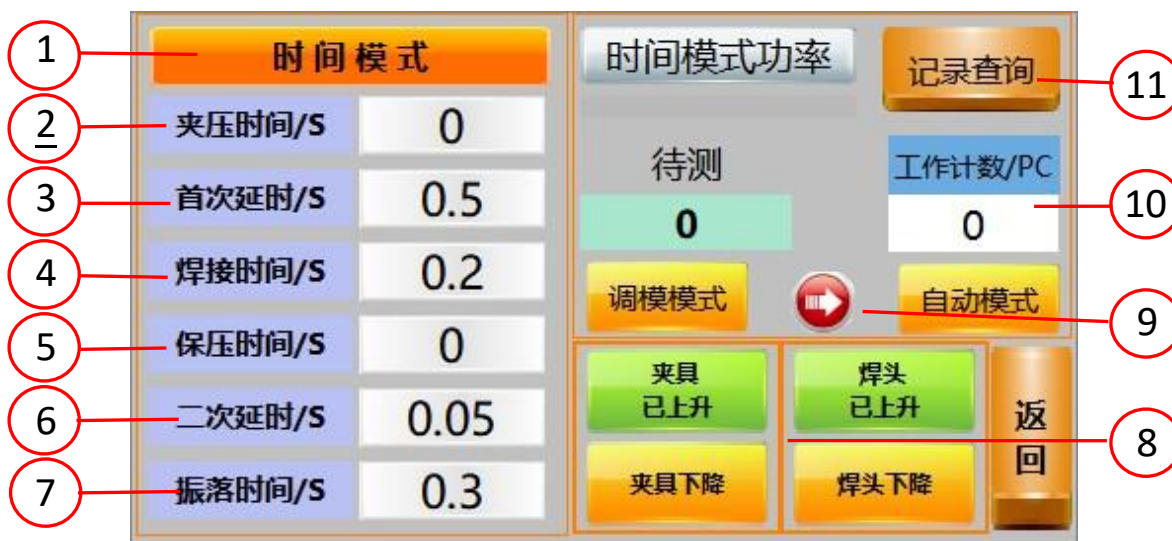 1
时间模式
2
夹压时间/S
0
3
首次延时/S
0.5
4
焊接时间/S
0.2
5
保压时间/S
0
6
二次延时/S
0.05
7
振落时间/S
0.3
时间模式功率
记录查询
11
待测
0
工作计数/PC
0
10
调模模式
自动模式
9
夹具
已上升
焊头
已上升
夹具下降
焊头下降
返
回
8